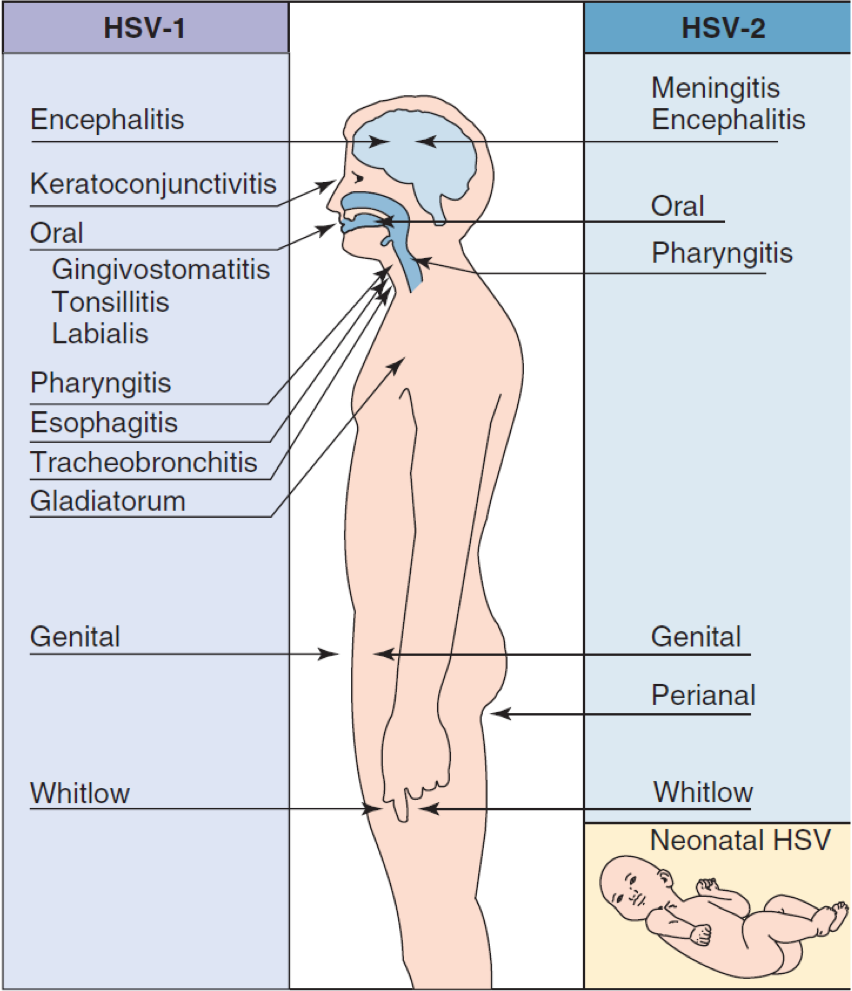 HSV-1
Encephalitis
Keratoconjunctivitis
Oral
Gingivostomatitis
Tonsillitis
Labialis
Pharyngitis
Esophagitis
Tracheobronchitis
Gladiatorum
Genital
Whitlow
HSV-2
Meningitis
Encephalitis
Oral
Pharyngitis
Genital
Perianal
Whitlow
Neonatal HSV